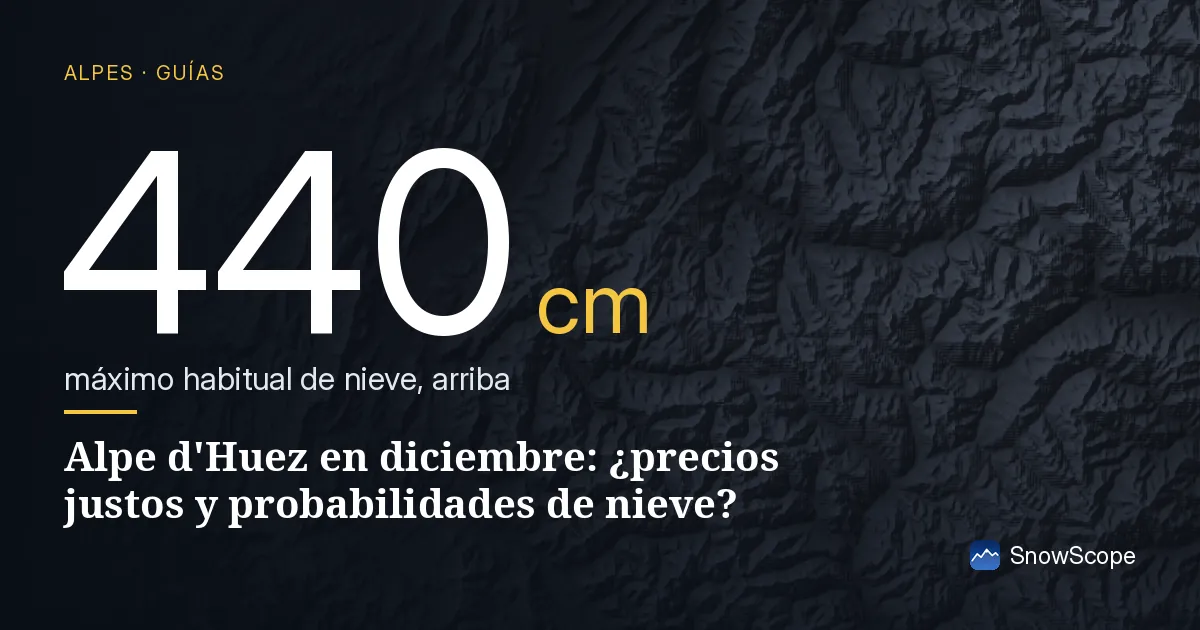 ALPES · GUÍAS
440 cm
máximo habitual de nieve, arriba
Alpe d'Huez en diciembre: ¿precios
justos y probabilidades de nieve?
SnowScope